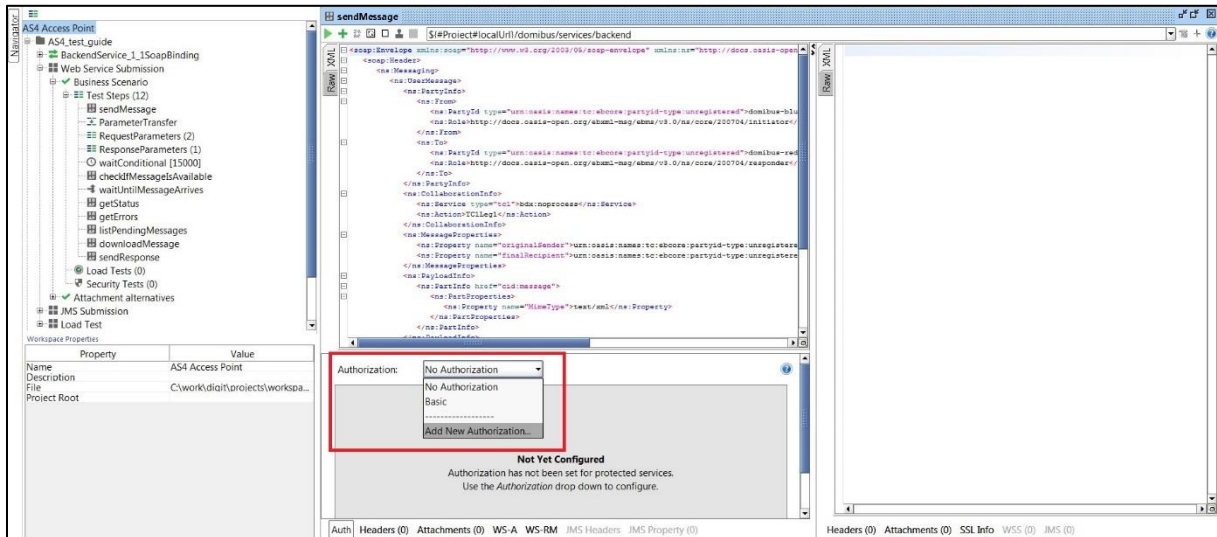 Navigator
AS4 Access Point
AS4_test_guide
BackendService_1_1SoapBinding
Web Service Submission
Business Scenario
Test Steps (12)
sendMessage
ParameterTransfer
RequestParameters (2)
ResponseParameters (1)
waitConditional [15000]
checkIfMessageIsAvailable
waitUntilMessageArrives
getStatus
getErrors
listPendingMessages
downloadMessage
sendResponse
Load Tests (0)
Security Tests (0)
Attachment alternatives
JMS Submission
Load Test
Workspace Properties
Property Value
Name AS4 Access Point
Description
File C:\work\digit\projects\workspa...
Project Root
sendMessage
${#Project#localUrl}/domibus/services/backend
XML
Raw
<soap:Envelope xmlns:soap="http://www.w3.org/2003/05/soap-envelope" xmlns:ns="http://docs.oasis-open
<soap:Header>
<ns:Messaging>
<ns:UserMessage>
<ns:PartyInfo>
<ns:From>
<ns:PartyId type="urn:oasis:names:tc:ebcore:partyid-type:unregistered">domibus-blu
<ns:Role>http://docs.oasis-open.org/ebxml-msg/ebms/v3.0/ns/core/200704/initiator</
</ns:From>
<ns:To>
<ns:PartyId type="urn:oasis:names:tc:ebcore:partyid-type:unregistered">domibus-red
<ns:Role>http://docs.oasis-open.org/ebxml-msg/ebms/v3.0/ns/core/200704/responder</
</ns:To>
</ns:PartyInfo>
<ns:CollaborationInfo>
<ns:Service type="tc1">bdx:noprocess</ns:Service>
<ns:Action>TC1Leg1</ns:Action>
</ns:CollaborationInfo>
<ns:MessageProperties>
<ns:Property name="originalSender">urn:oasis:names:tc:ebcore:partyid-type:unregistere
<ns:Property name="finalRecipient">urn:oasis:names:tc:ebcore:partyid-type:unregistere
</ns:MessageProperties>
<ns:PayloadInfo>
<ns:PartInfo href="cid:message">
<ns:PartProperties>
<ns:Property name="MimeType">text/xml</ns:Property>
</ns:PartProperties>
</ns:PartInfo>
Authorization: No Authorization
No Authorization
Basic
------------------
Add New Authorization...
Not Yet Configured
Authorization has not been set for protected services.
Use the Authorization drop down to configure.
Auth Headers (0) Attachments (0) WS-A WS-RM JMS Headers JMS Property (0)
XML
Raw
Headers (0) Attachments (0) SSL Info WSS (0) JMS (0)